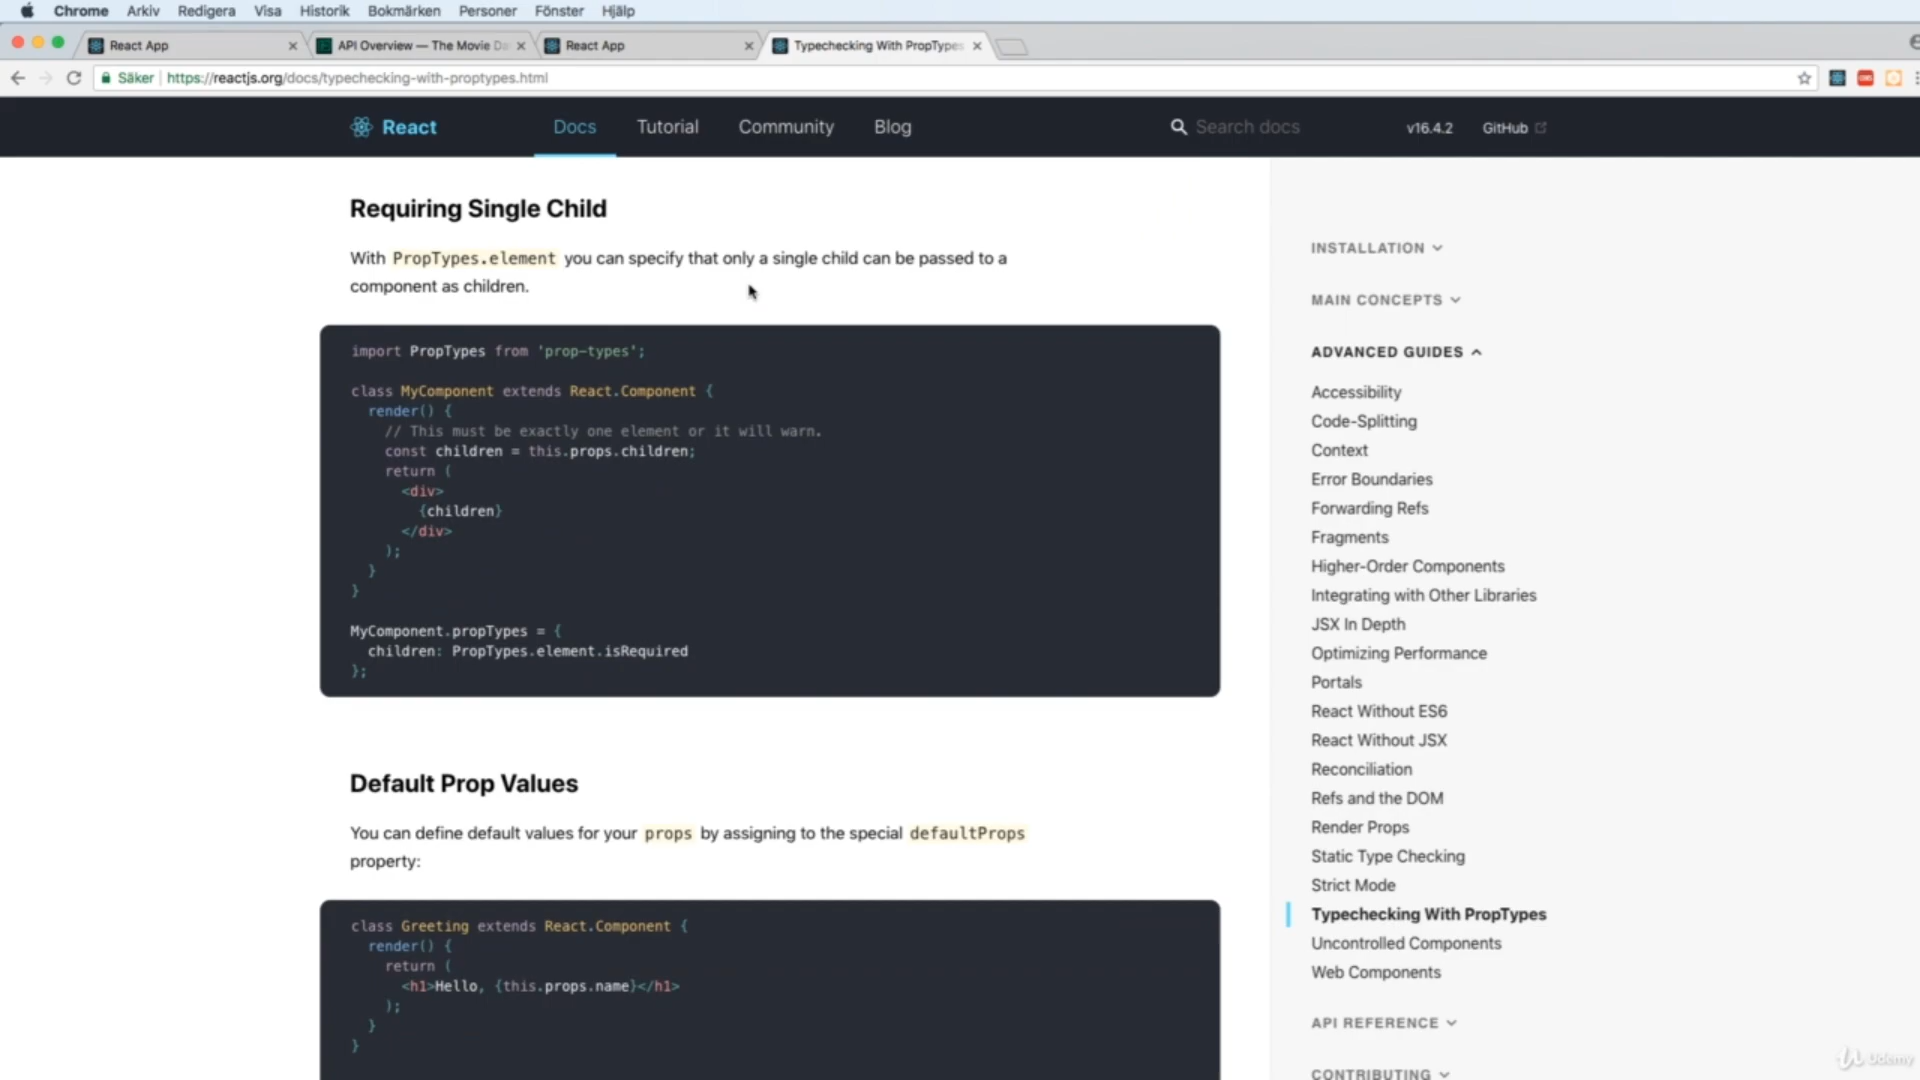 Chrome Arkiv Redigera Visa Historik Bokmärken Personer Fönster Hjälp
React App
API Overview — The Movie Da
React App
Typechecking With PropTypes
Säker https://reactjs.org/docs/typechecking-with-proptypes.html
React Docs Tutorial Community Blog Search docs v16.4.2 GitHub
Requiring Single Child
With PropTypes.element you can specify that only a single child can be passed to a
component as children.
import PropTypes from 'prop-types';
class MyComponent extends React.Component {
render() {
// This must be exactly one element or it will warn.
const children = this.props.children;
return (
<div>
{children}
</div>
);
}
}
MyComponent.propTypes = {
children: PropTypes.element.isRequired
};
Default Prop Values
You can define default values for your props by assigning to the special defaultProps
property:
class Greeting extends React.Component {
render() {
return (
<h1>Hello, {this.props.name}</h1>
);
}
}
INSTALLATION
MAIN CONCEPTS
ADVANCED GUIDES
Accessibility
Code-Splitting
Context
Error Boundaries
Forwarding Refs
Fragments
Higher-Order Components
Integrating with Other Libraries
JSX In Depth
Optimizing Performance
Portals
React Without ES6
React Without JSX
Reconciliation
Refs and the DOM
Render Props
Static Type Checking
Strict Mode
Typechecking With PropTypes
Uncontrolled Components
Web Components
API REFERENCE
CONTRIBUTING
Udemy